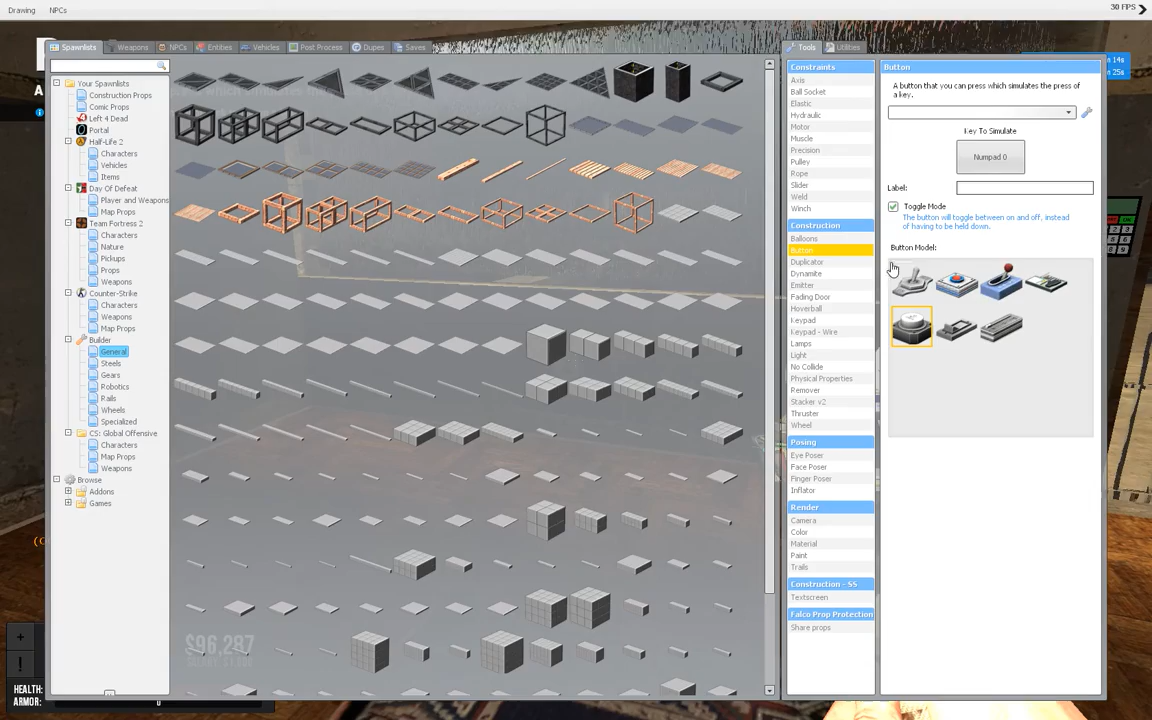 Drawing NPCs 30 FPS
Spawnlists Weapons NPCs Entities Vehicles Post Process Dupes Saves
Tools Utilities
Your Spawnlists
Construction Props
Comic Props
Left 4 Dead
Portal
Half-Life 2
Characters
Vehicles
Items
Day Of Defeat
Player and Weapons
Map Props
Team Fortress 2
Characters
Nature
Pickups
Props
Weapons
Counter-Strike
Characters
Weapons
Map Props
Builder
General
Steels
Gears
Robotics
Rails
Wheels
Specialized
CS: Global Offensive
Characters
Map Props
Weapons
Browse
Addons
Games
Constraints
Axis
Ball Socket
Elastic
Hydraulic
Motor
Muscle
Precision
Pulley
Rope
Slider
Weld
Winch
Construction
Balloons
Button
Duplicator
Dynamite
Emitter
Fading Door
Hoverball
Keypad
Keypad - Wire
Lamps
Light
No Collide
Physical Properties
Remover
Stacker v2
Thruster
Wheel
Posing
Eye Poser
Face Poser
Finger Poser
Inflator
Render
Camera
Color
Material
Paint
Trails
Construction - SS
Textscreen
Falco Prop Protection
Share props
Button
A button that you can press which simulates the press of
a key.
Key To Simulate
Numpad 0
Label:
Toggle Mode
The button will toggle between on and off, instead
of having to be held down.
Button Model:
14s
25s
$96,287
HEALTH:
ARMOR: